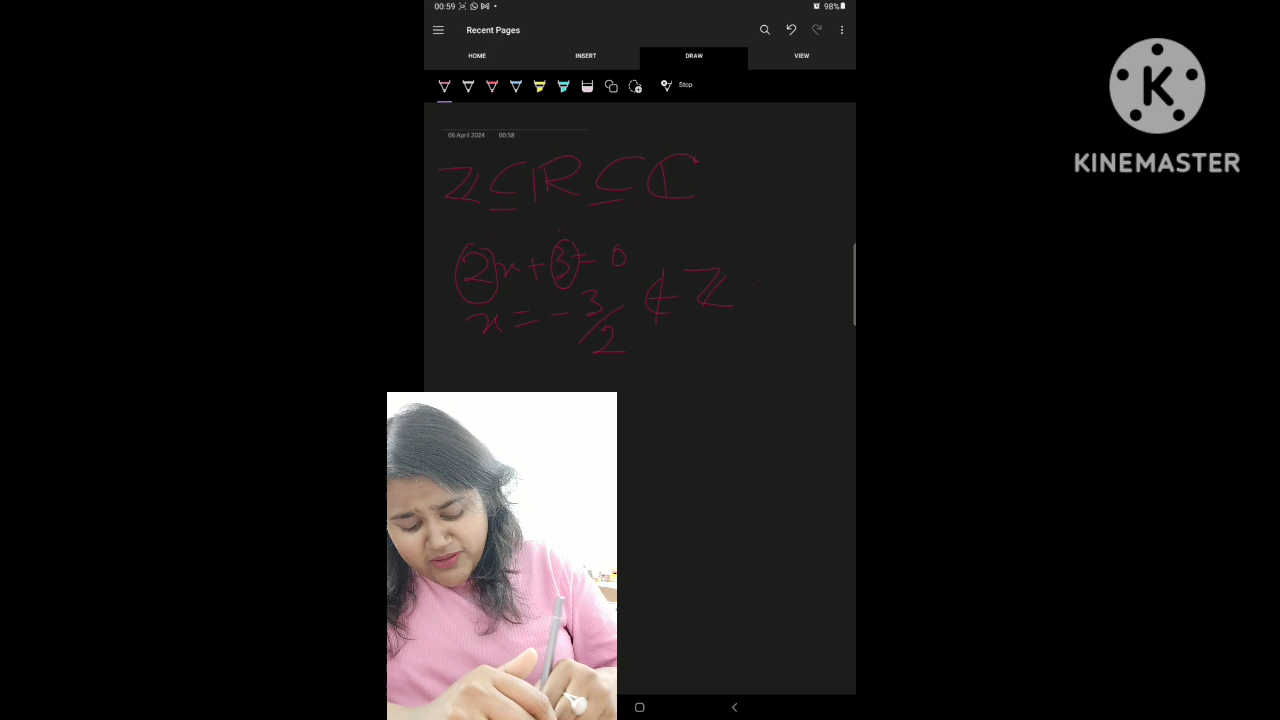 00:59
98%
Recent Pages
HOME INSERT DRAW VIEW
Stop
06 April 2024 00:58
ℤ ⊆ ℝ ⊆ ℂ
2x + 3 = 0
x = - 3/2 ∉ ℤ
K
KINEMASTER